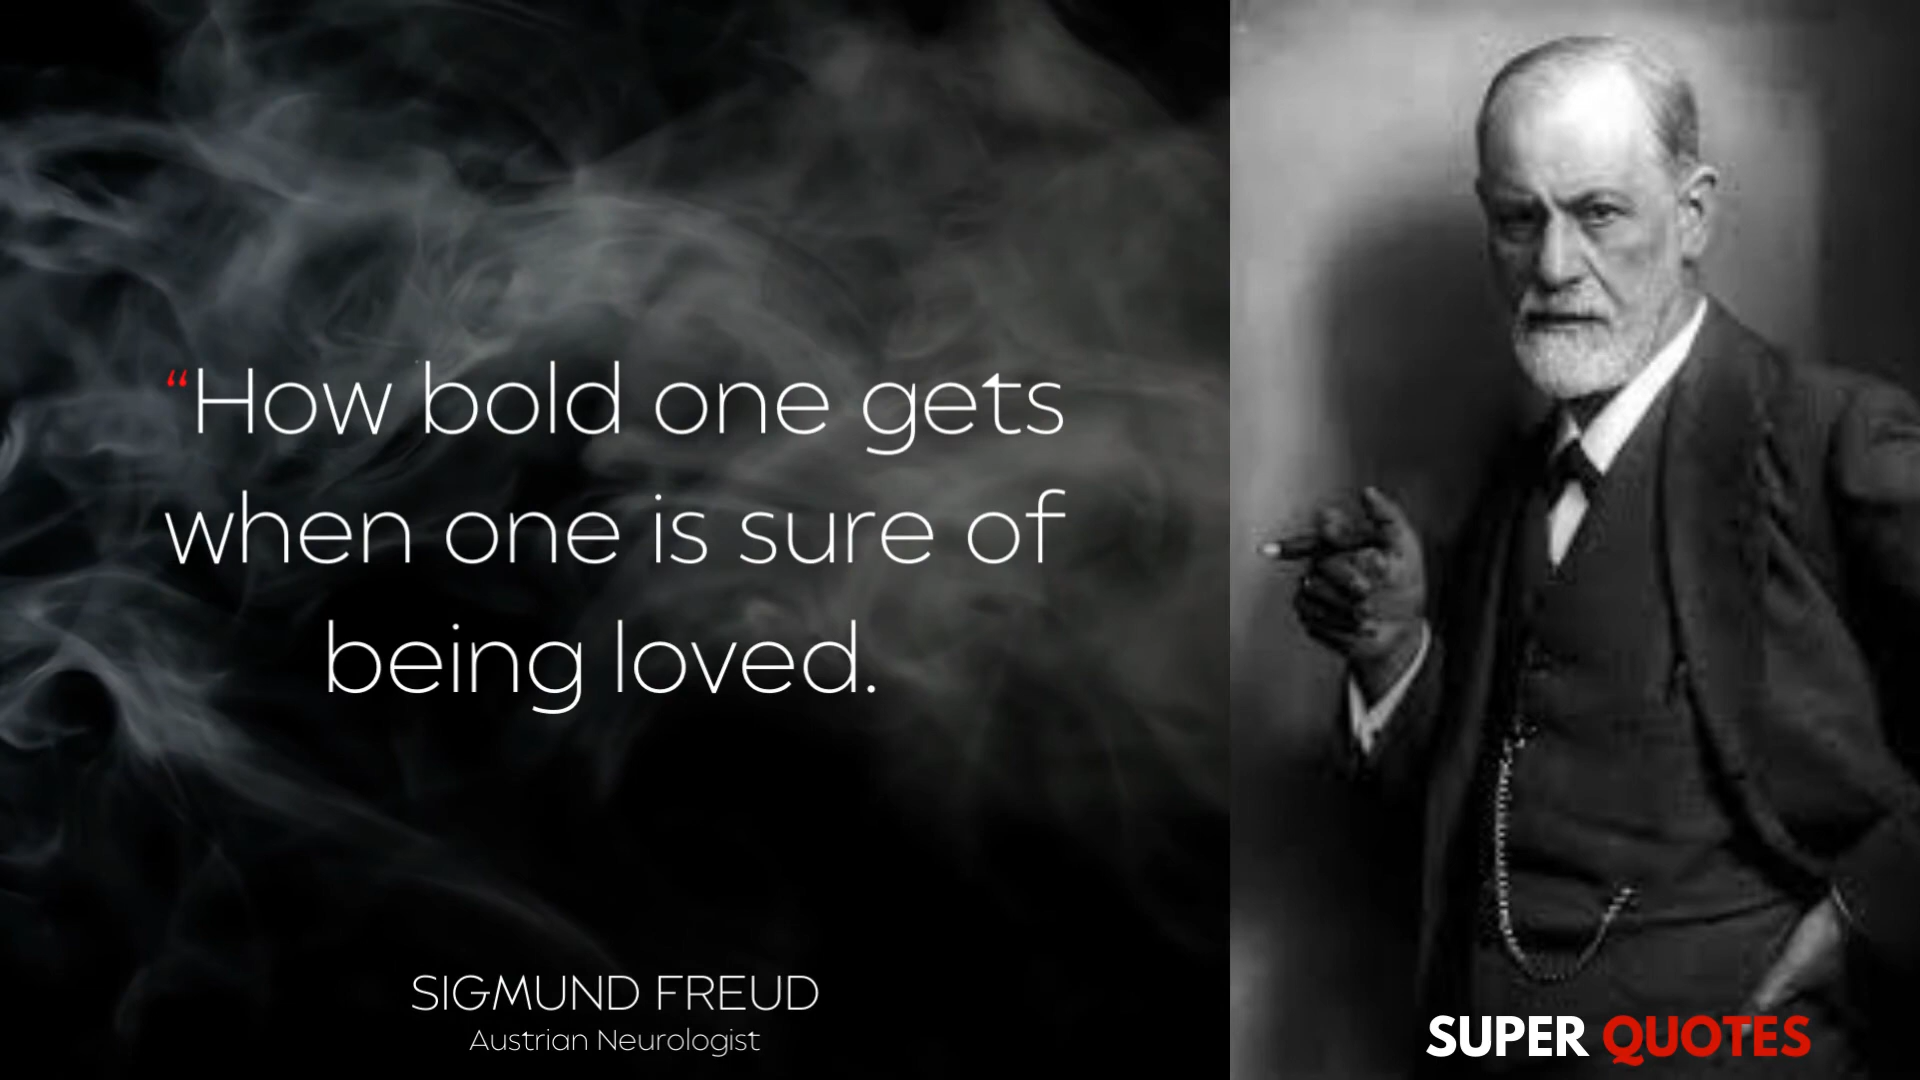 “How bold one gets
when one is sure of
being loved.
SIGMUND FREUD
Austrian Neurologist
SUPER QUOTES